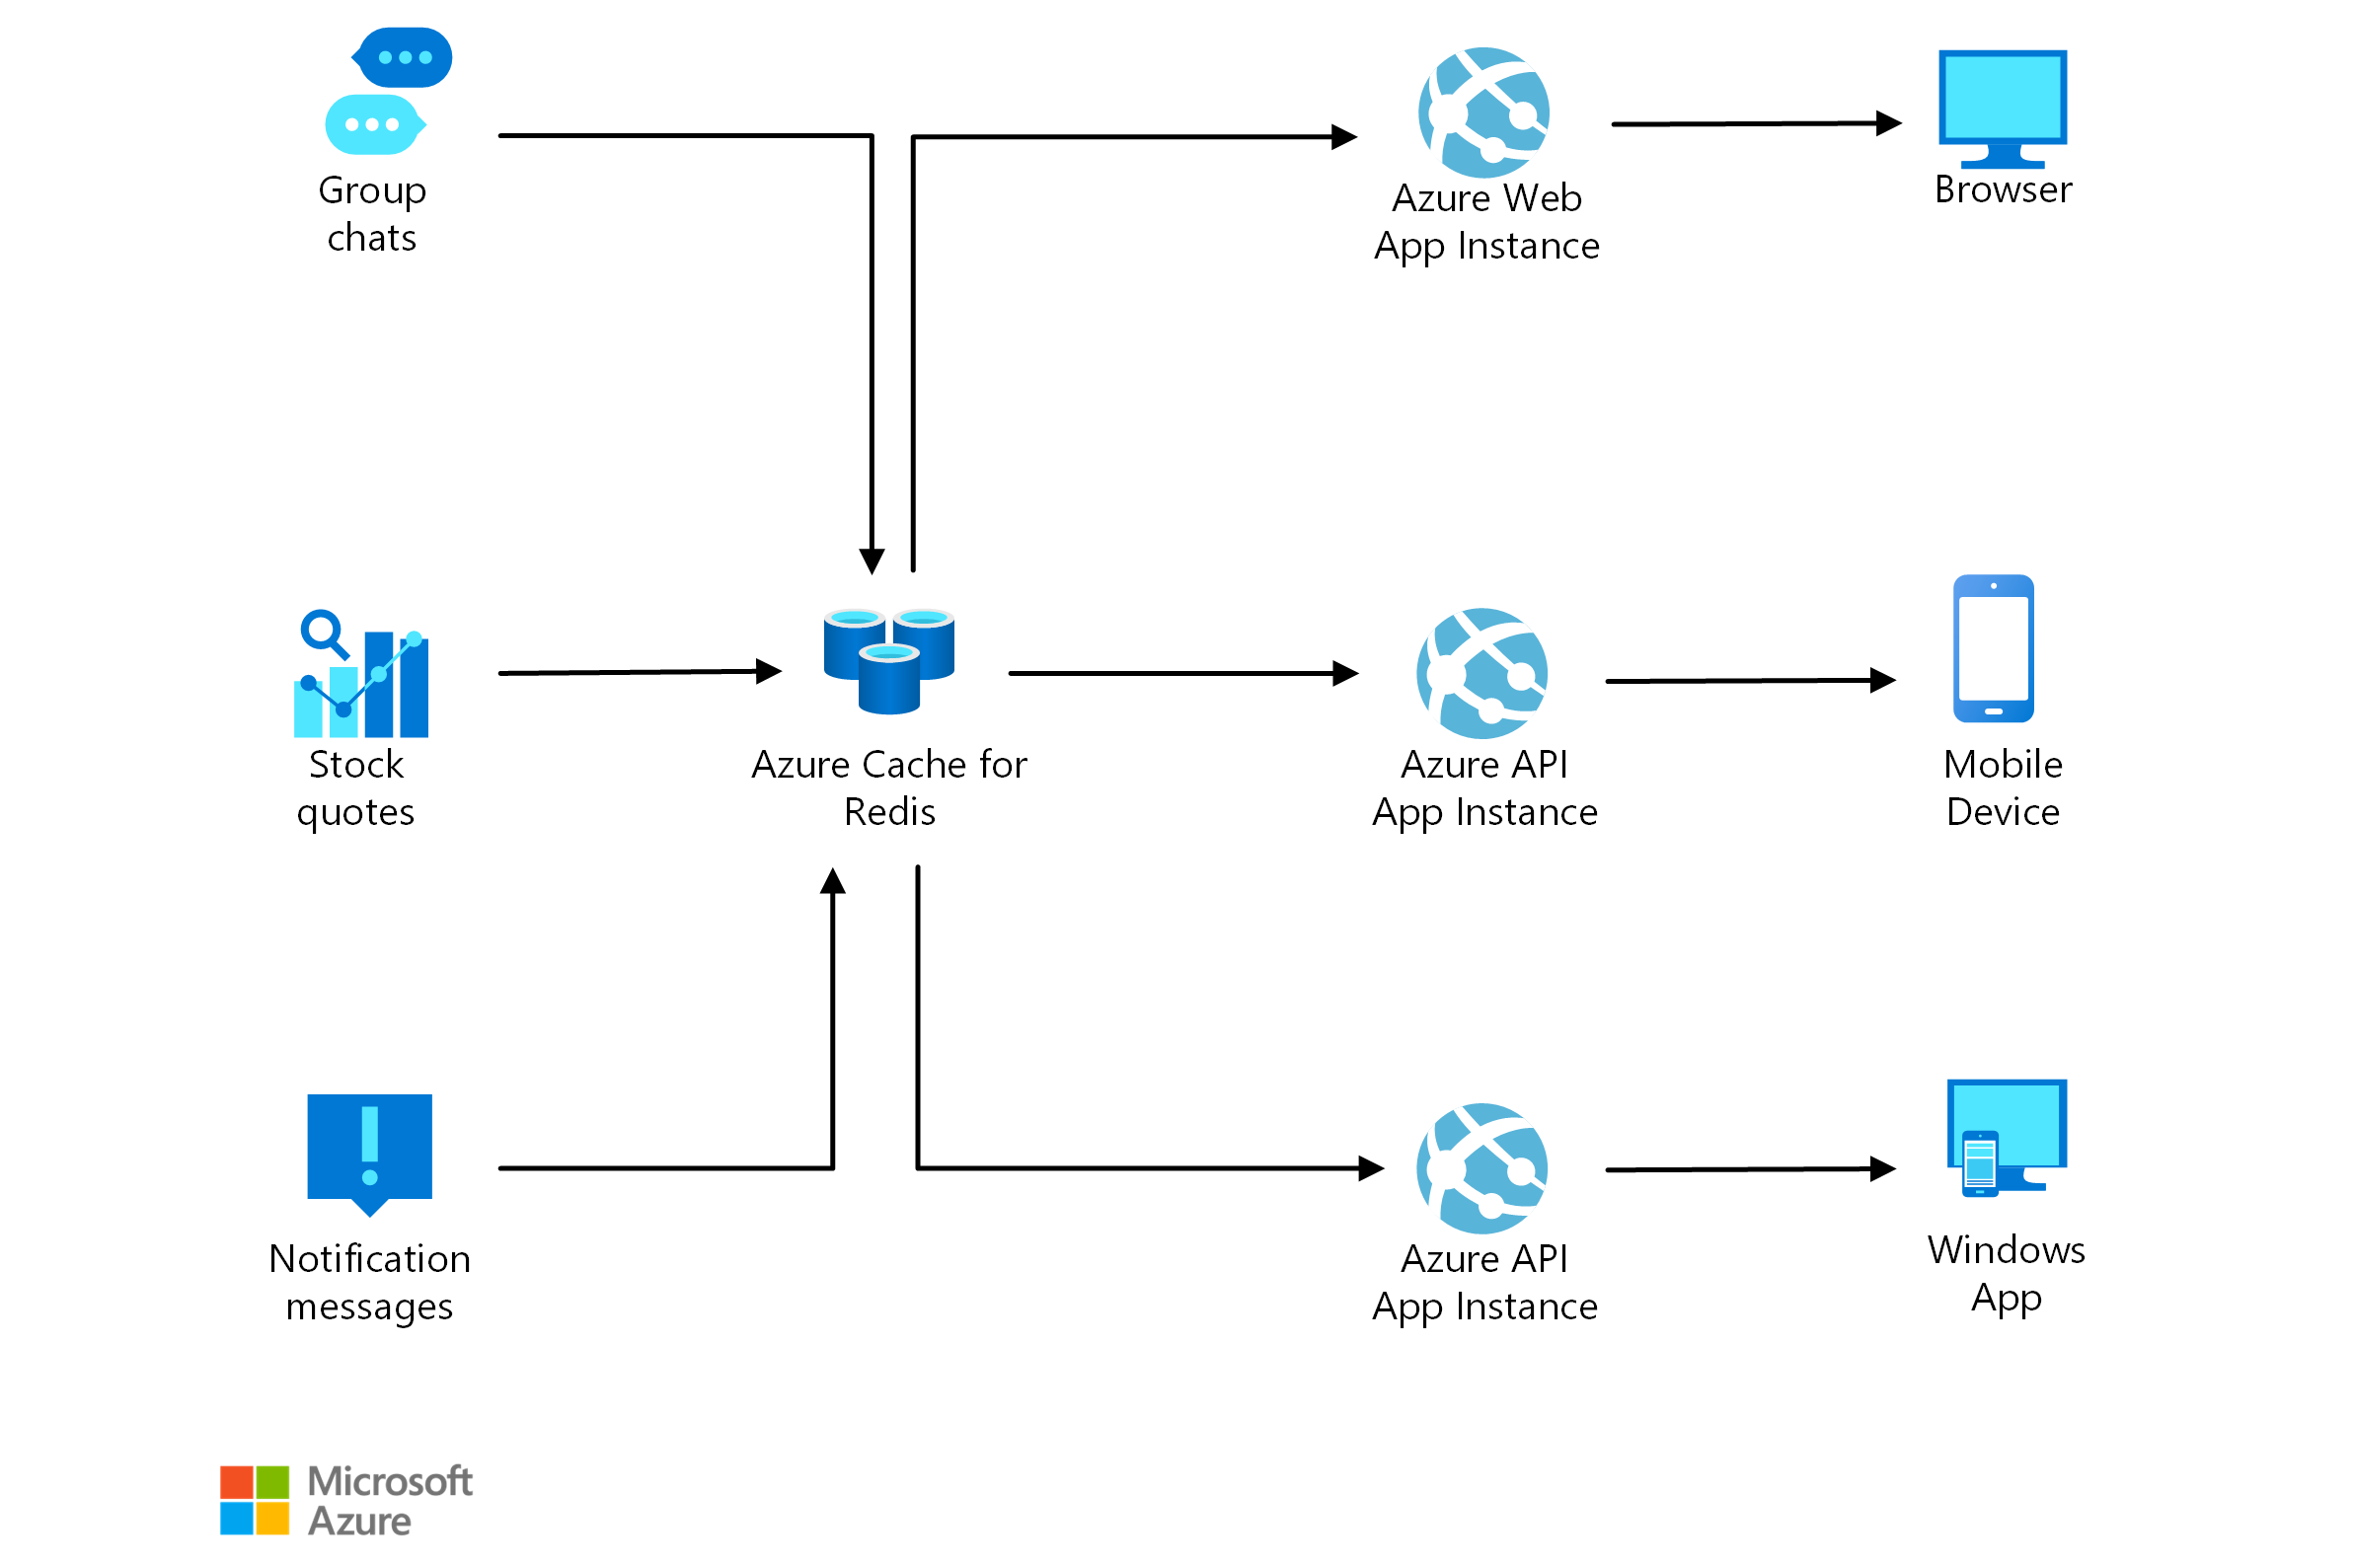 Group
chats
Azure Web
App Instance
Browser
Stock
quotes
Azure Cache for
Redis
Azure API
App Instance
Mobile
Device
Notification
messages
Azure API
App Instance
Windows
App
Microsoft
Azure